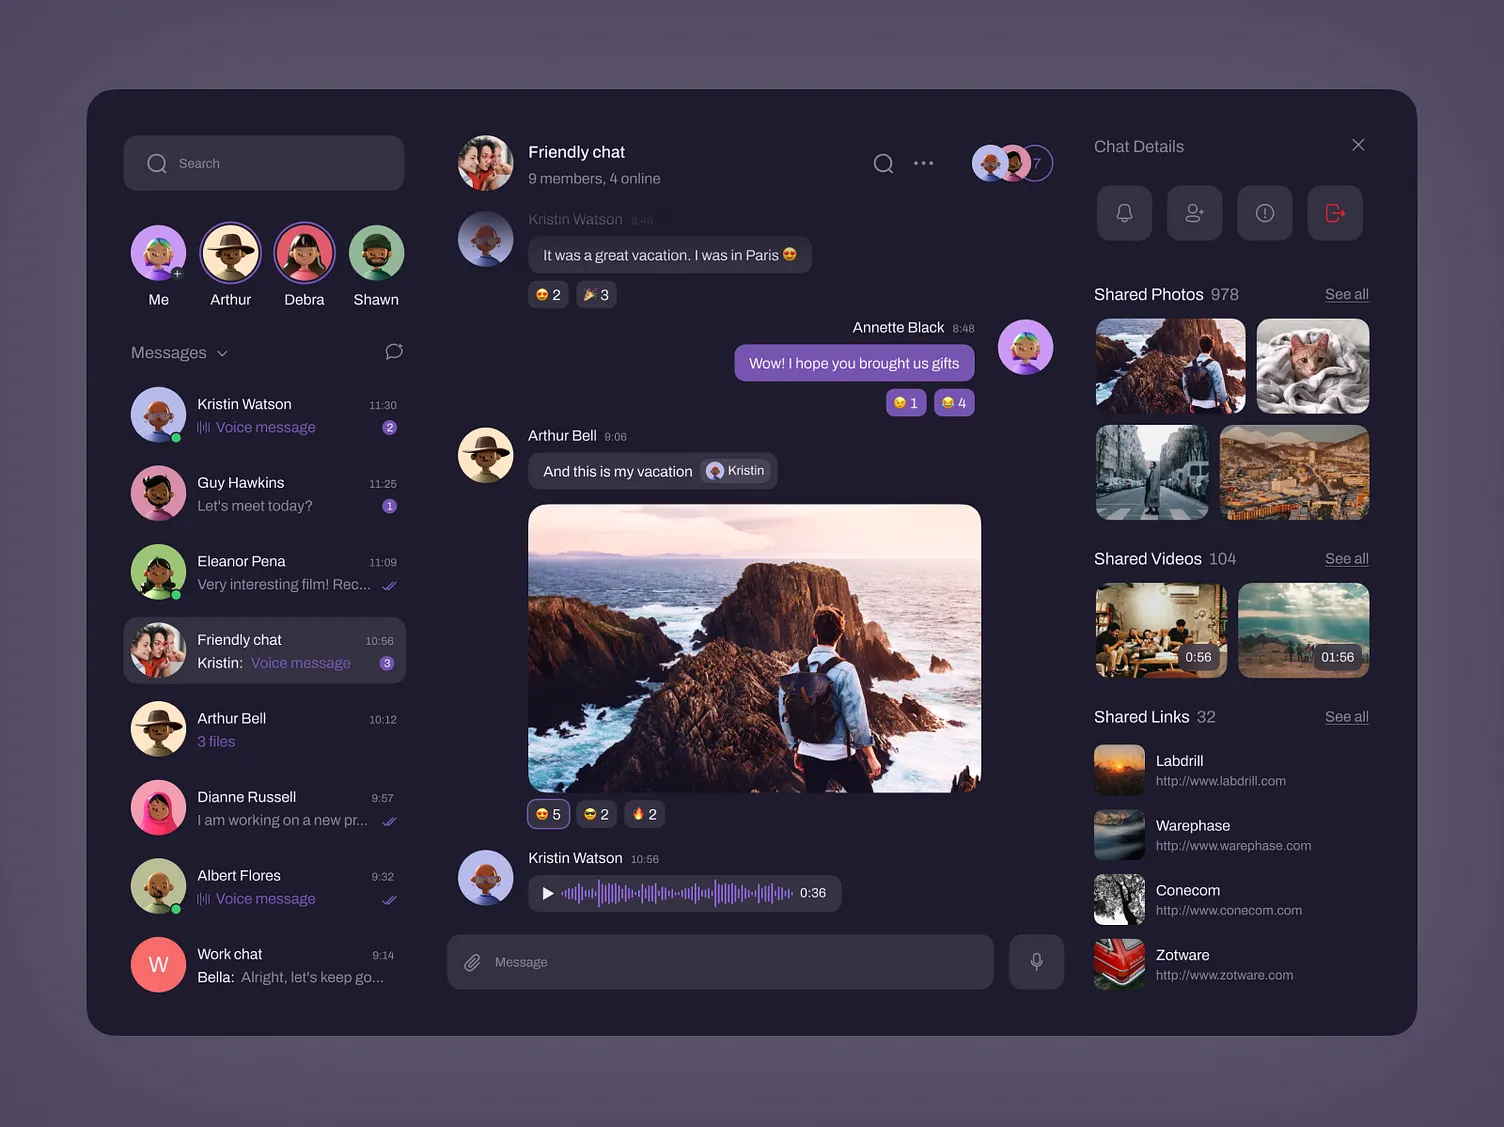 Search
Me
Arthur
Debra
Shawn
Messages
Kristin Watson 11:30
Voice message 2
Guy Hawkins 11:25
Let's meet today? 1
Eleanor Pena 11:09
Very interesting film! Rec...
Friendly chat 10:56
Kristin: Voice message 3
Arthur Bell 10:12
3 files
Dianne Russell 9:57
I am working on a new pr...
Albert Flores 9:32
Voice message
W
Work chat 9:14
Bella: Alright, let's keep go...
Friendly chat
9 members, 4 online
7
Kristin Watson 8:46
It was a great vacation. I was in Paris 😍
😍 2 🎉 3
Annette Black 8:48
Wow! I hope you brought us gifts
😉 1 😂 4
Arthur Bell 9:06
And this is my vacation Kristin
😍 5 😎 2 🔥 2
Kristin Watson 10:56
0:36
Message
Chat Details
Shared Photos 978 See all
Shared Videos 104 See all
0:56
01:56
Shared Links 32 See all
Labdrill
http://www.labdrill.com
Warephase
http://www.warephase.com
Conecom
http://www.conecom.com
Zotware
http://www.zotware.com